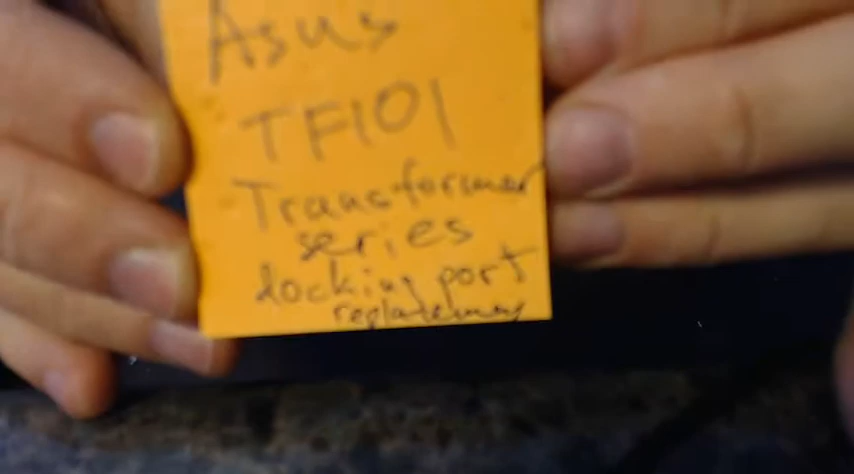 Asus
TF101
Transformer
series
docking port